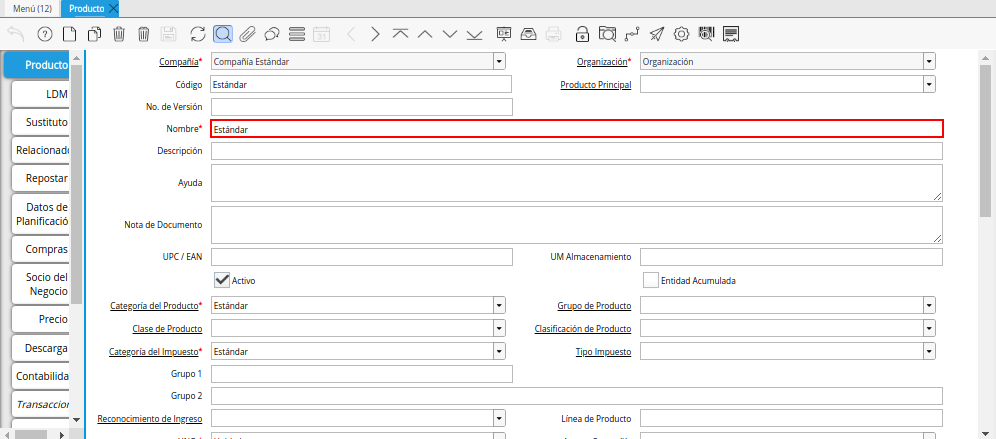 Menú (12) Producto
Producto
LDM
Sustituto
Relacionado
Repostar
Datos de
Planificació
Compras
Socio del
Negocio
Precio
Descarga
Contabilida
Transaccion
Compañía* Compañía Estándar Organización* Organización
Código Estándar Producto Principal
No. de Versión
Nombre* Estándar
Descripción
Ayuda
Nota de Documento
UPC / EAN UM Almacenamiento
Activo Entidad Acumulada
Categoría del Producto* Estándar Grupo de Producto
Clase de Producto Clasificación de Producto
Categoría del Impuesto* Estándar Tipo Impuesto
Grupo 1
Grupo 2
Reconocimiento de Ingreso Línea de Producto